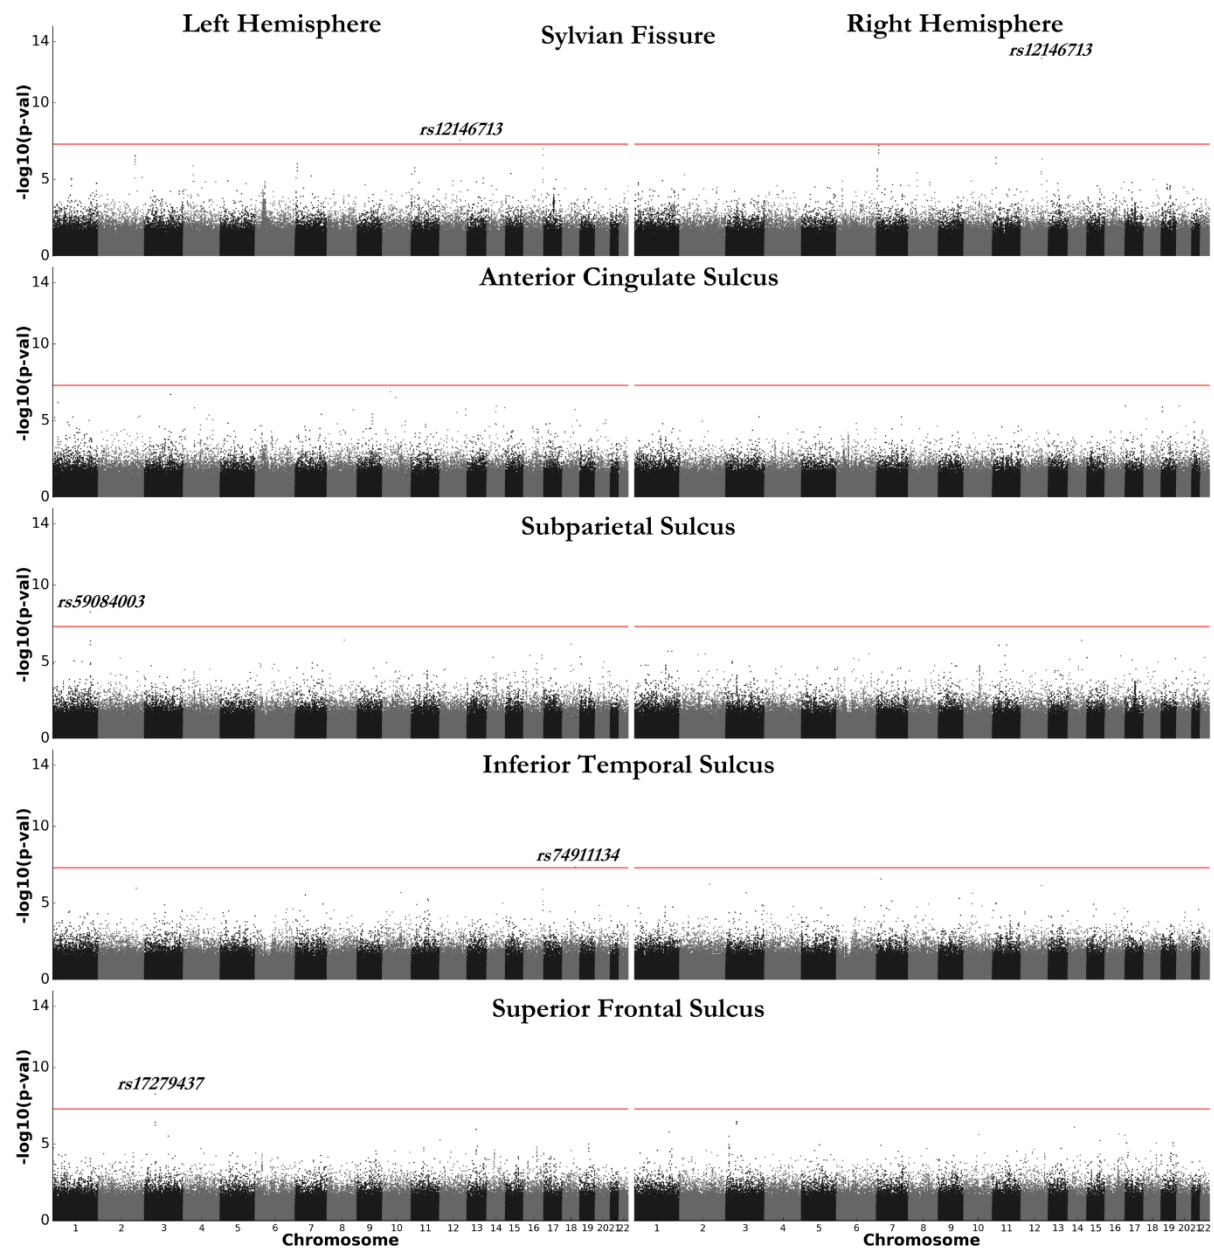 Left Hemisphere
Sylvian Fissure
Right Hemisphere
rs12146713
rs12146713
-log10(p-val)
14
10
5
0
Anterior Cingulate Sulcus
-log10(p-val)
14
10
5
0
Subparietal Sulcus
rs59084003
-log10(p-val)
14
10
5
0
Inferior Temporal Sulcus
rs74911134
-log10(p-val)
14
10
5
0
Superior Frontal Sulcus
rs17279437
-log10(p-val)
14
10
5
0
1 2 3 4 5 6 7 8 9 10 11 12 13 14 15 16 17 18 19 20 21 22
1 2 3 4 5 6 7 8 9 10 11 12 13 14 15 16 17 18 19 20 21 22
Chromosome
Chromosome